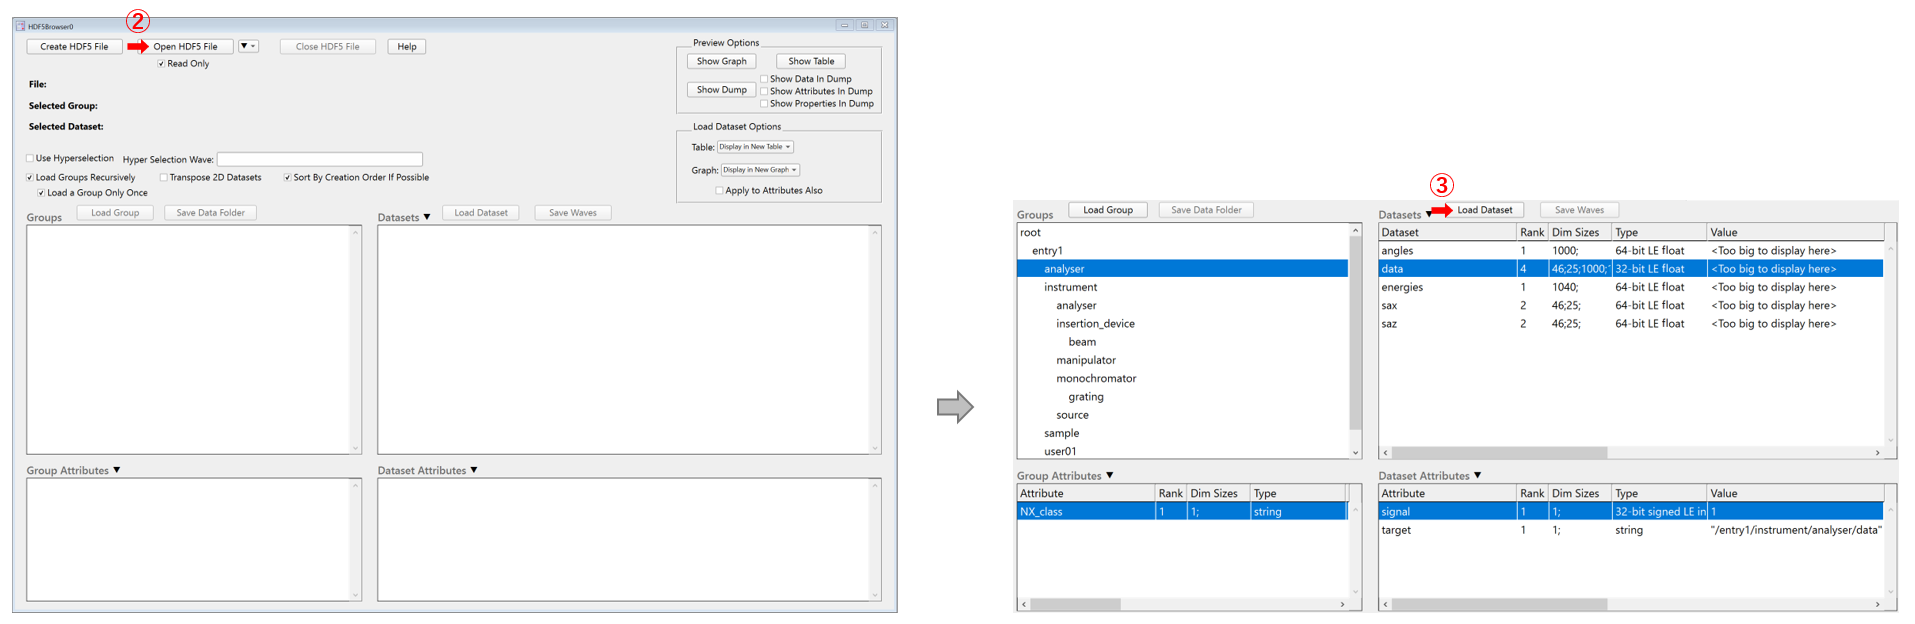 ②
HDF5Browser0
Create HDF5 File
Open HDF5 File
Close HDF5 File
Help
Read Only
File:
Selected Group:
Selected Dataset:
Use Hyperselection
Hyper Selection Wave:
Load Groups Recursively
Transpose 2D Datasets
Sort By Creation Order If Possible
Load a Group Only Once
Preview Options
Show Graph
Show Table
Show Dump
Show Data In Dump
Show Attributes In Dump
Show Properties In Dump
Load Dataset Options
Table: Display in New Table
Graph: Display in New Graph
Apply to Attributes Also
Groups
Load Group
Save Data Folder
Datasets ▼
Load Dataset
Save Waves
Group Attributes ▼
Dataset Attributes ▼
③
Groups
Load Group
Save Data Folder
root
entry1
analyser
instrument
analyser
insertion_device
beam
manipulator
monochromator
grating
source
sample
user01
Datasets ▼
Load Dataset
Save Waves
Dataset Rank Dim Sizes Type Value
angles 1 1000; 64-bit LE float <Too big to display here>
data 4 46;25;1000; 32-bit LE float <Too big to display here>
energies 1 1040; 64-bit LE float <Too big to display here>
sax 2 46;25; 64-bit LE float <Too big to display here>
saz 2 46;25; 64-bit LE float <Too big to display here>
Group Attributes ▼
Attribute Rank Dim Sizes Type
NX_class 1 1; string
Dataset Attributes ▼
Attribute Rank Dim Sizes Type Value
signal 1 1; 32-bit signed LE in 1
target 1 1; string "/entry1/instrument/analyser/data"